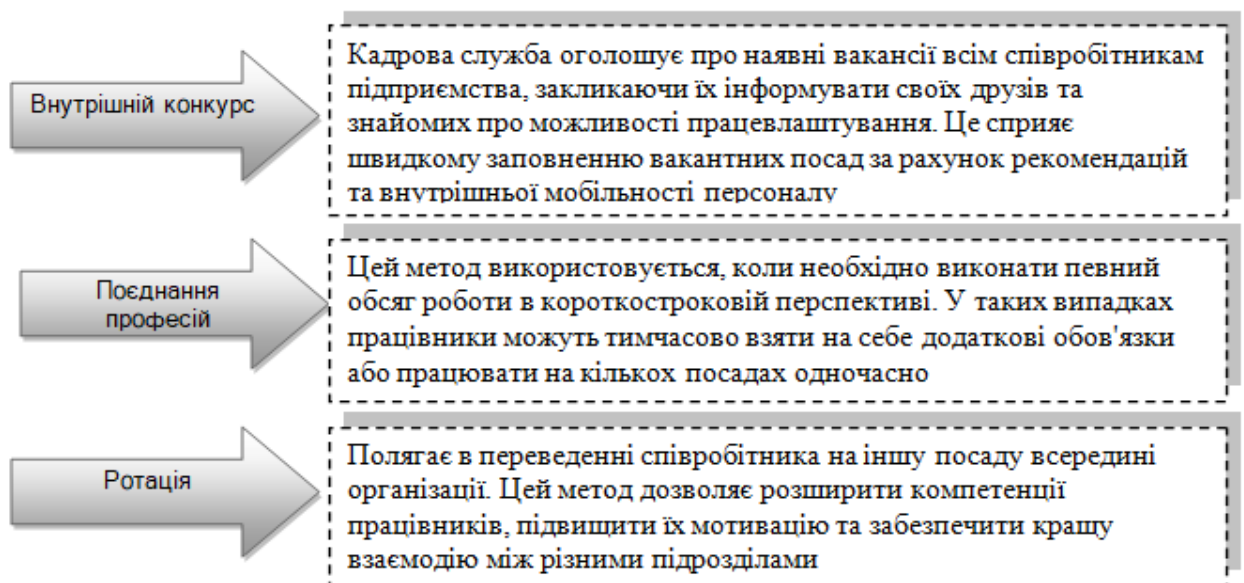 Внутрішній конкурс
Кадрова служба оголошує про наявні вакансії всім співробітникам
підприємства, закликаючи їх інформувати своїх друзів та
знайомих про можливості працевлаштування. Це сприяє
швидкому заповненню вакантних посад за рахунок рекомендацій
та внутрішньої мобільності персоналу
Поєднання
професій
Цей метод використовується, коли необхідно виконати певний
обсяг роботи в короткостроковій перспективі. У таких випадках
працівники можуть тимчасово взяти на себе додаткові обов'язки
або працювати на кількох посадах одночасно
Ротація
Полягає в переведенні співробітника на іншу посаду всередині
організації. Цей метод дозволяє розширити компетенції
працівників, підвищити їх мотивацію та забезпечити кращу
взаємодію між різними підрозділами